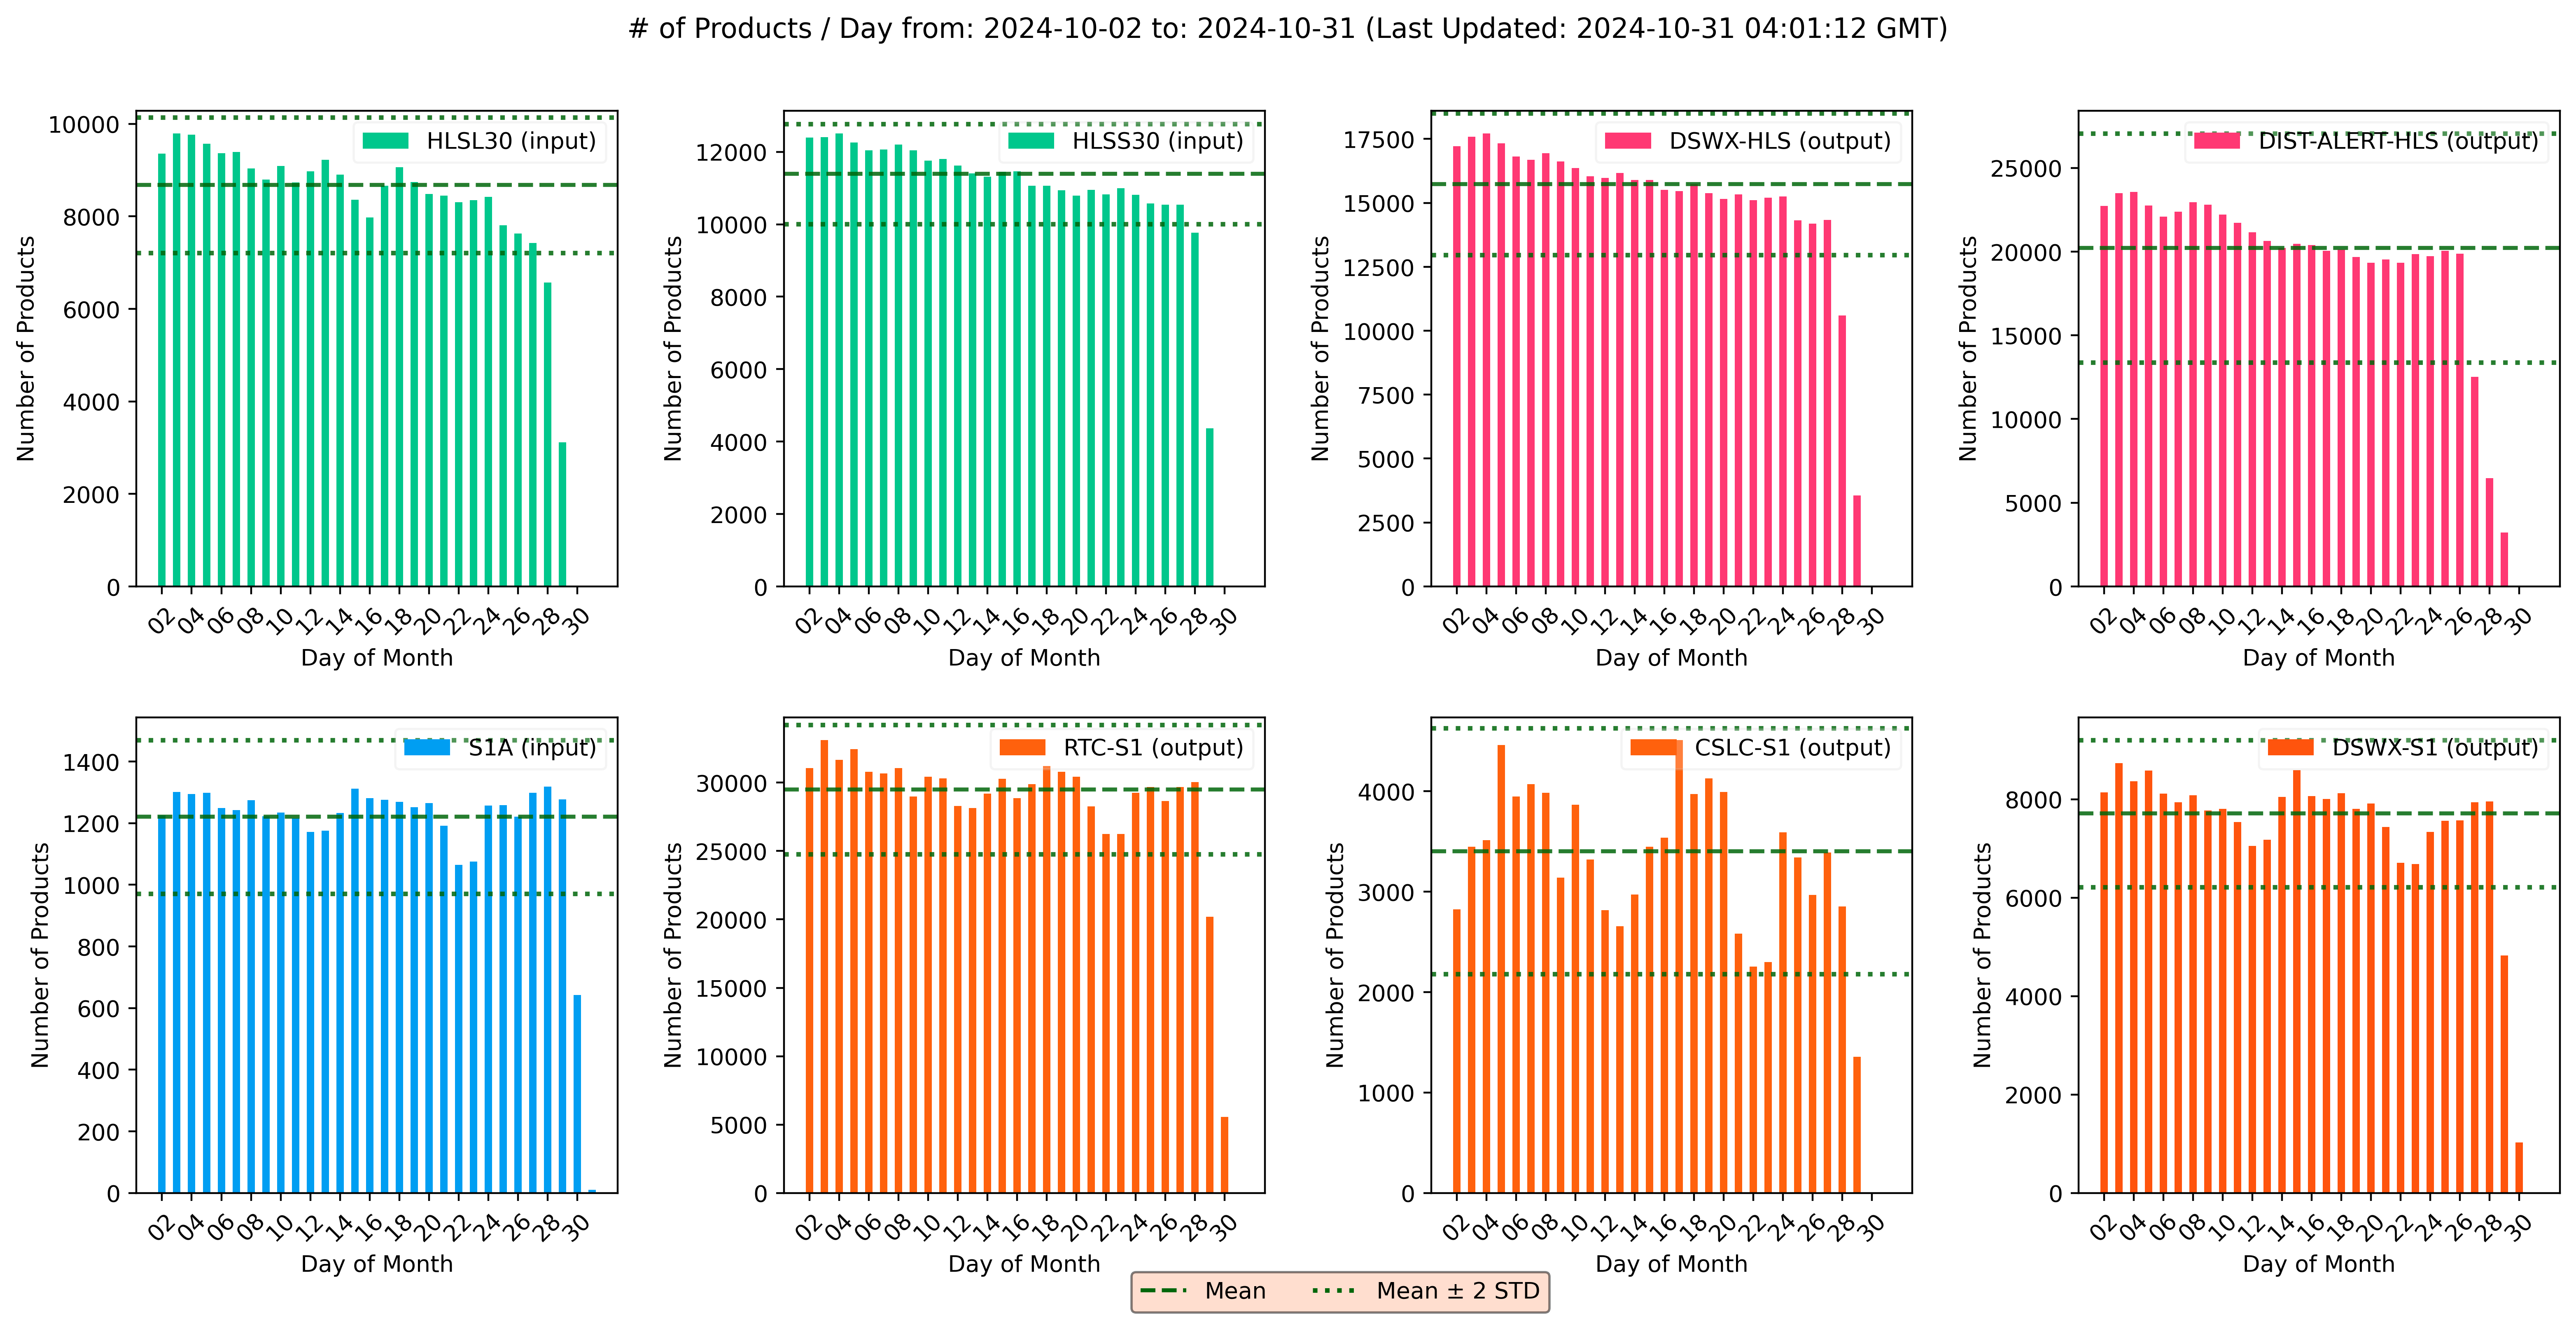 # of Products / Day from: 2024-10-02 to: 2024-10-31 (Last Updated: 2024-10-31 04:01:12 GMT)
HLSL30 (input)
Number of Products
10000
8000
6000
4000
2000
0
02 04 06 08 10 12 14 16 18 20 22 24 26 28 30
Day of Month
HLSS30 (input)
Number of Products
12000
10000
8000
6000
4000
2000
0
02 04 06 08 10 12 14 16 18 20 22 24 26 28 30
Day of Month
DSWX-HLS (output)
Number of Products
17500
15000
12500
10000
7500
5000
2500
0
02 04 06 08 10 12 14 16 18 20 22 24 26 28 30
Day of Month
DIST-ALERT-HLS (output)
Number of Products
25000
20000
15000
10000
5000
0
02 04 06 08 10 12 14 16 18 20 22 24 26 28 30
Day of Month
S1A (input)
Number of Products
1400
1200
1000
800
600
400
200
0
02 04 06 08 10 12 14 16 18 20 22 24 26 28 30
Day of Month
RTC-S1 (output)
Number of Products
30000
25000
20000
15000
10000
5000
0
02 04 06 08 10 12 14 16 18 20 22 24 26 28 30
Day of Month
CSLC-S1 (output)
Number of Products
4000
3000
2000
1000
0
02 04 06 08 10 12 14 16 18 20 22 24 26 28 30
Day of Month
DSWX-S1 (output)
Number of Products
8000
6000
4000
2000
0
02 04 06 08 10 12 14 16 18 20 22 24 26 28 30
Day of Month
Mean
Mean ± 2 STD